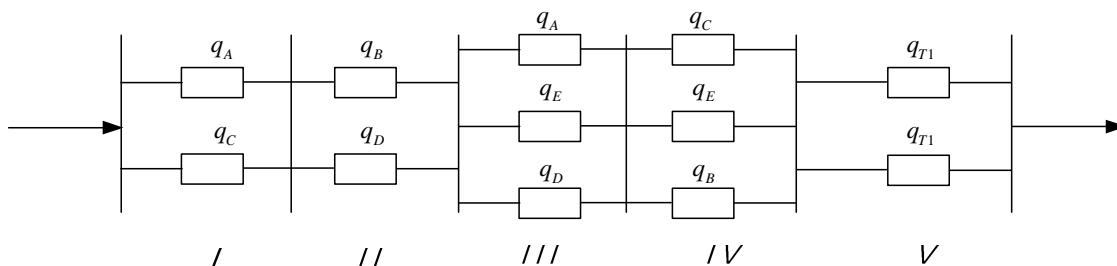 q_A q_C
q_A q_B q_T1
q_E q_E
q_C q_D q_T1
q_D q_B
I II III IV V